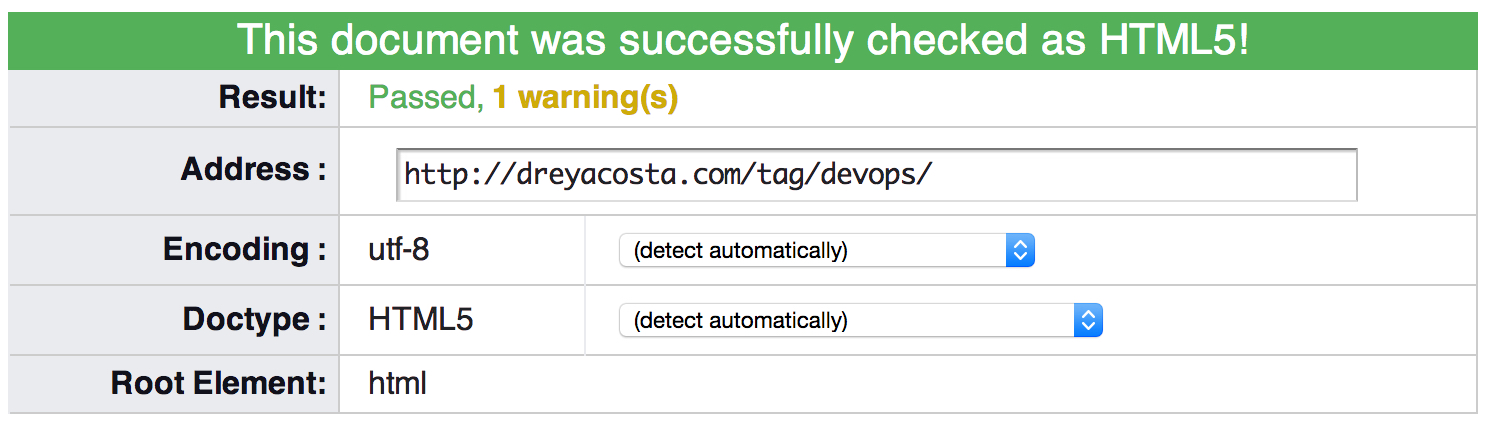 This document was successfully checked as HTML5!
Result: Passed, 1 warning(s)
Address : http://dreyacosta.com/tag/devops/
Encoding : utf-8 (detect automatically)
Doctype : HTML5 (detect automatically)
Root Element: html